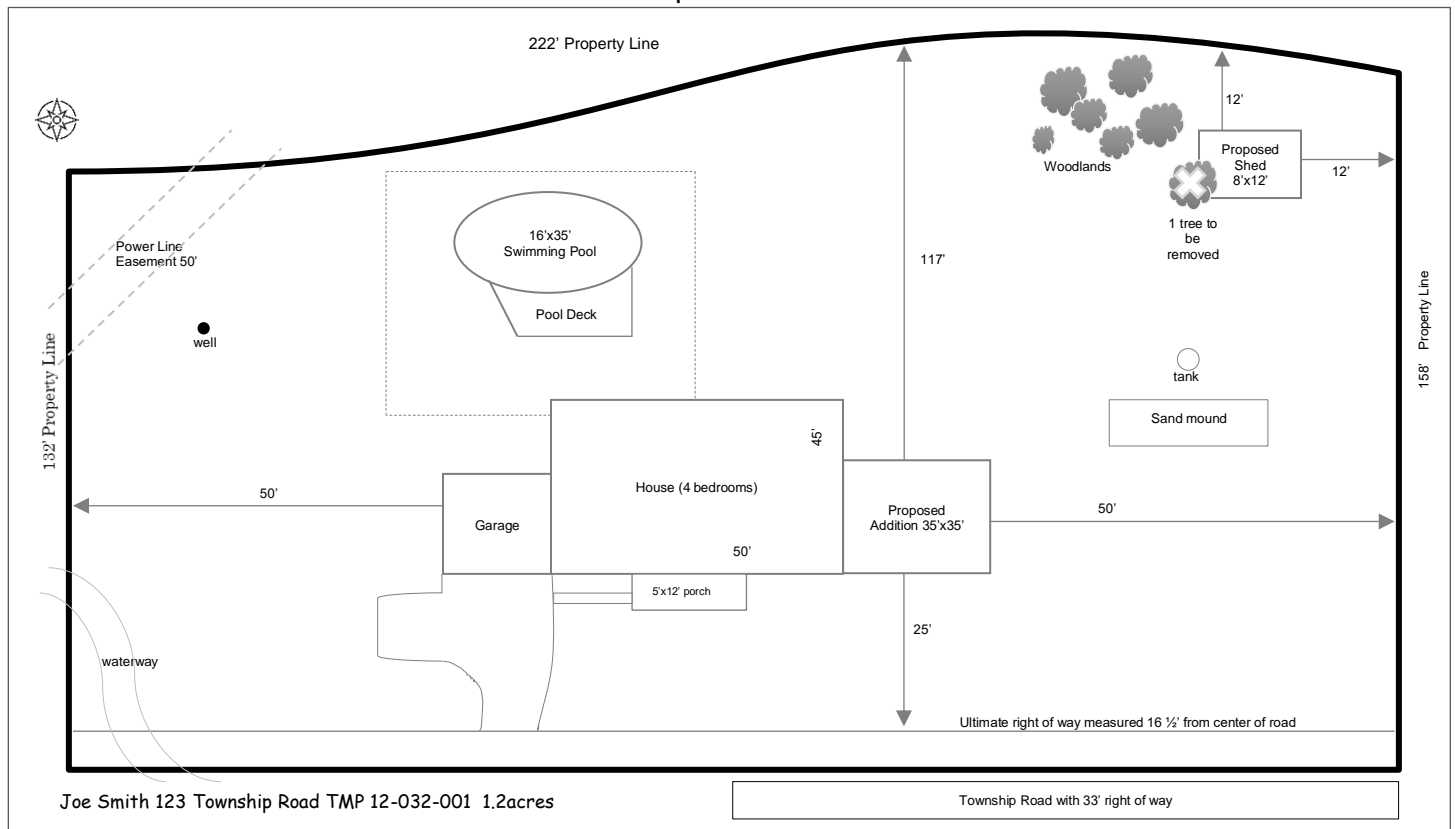 222’ Property Line
12’
Proposed
Shed
8’x12’
12’
Woodlands
1 tree to
be
removed
16’x35’
Swimming Pool
Power Line
Easement 50’
117’
Pool Deck
well
132’ Property Line
158’ Property Line
tank
Sand mound
45’
House (4 bedrooms)
50’
50’
Garage
Proposed
Addition 35’x35’
50’
5’x12’ porch
25’
waterway
Ultimate right of way measured 16 ½’ from center of road
Joe Smith 123 Township Road TMP 12-032-001 1.2acres
Township Road with 33’ right of way